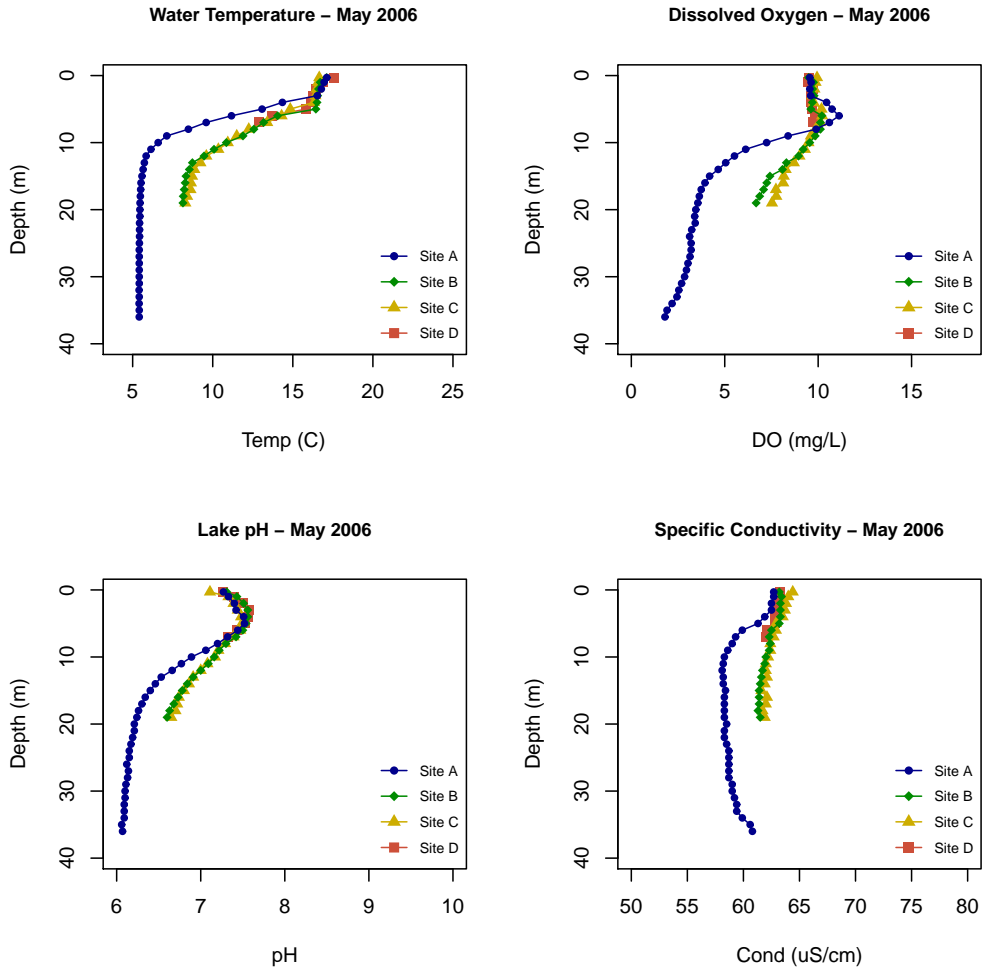 Water Temperature – May 2006
0
10
20
30
40
Depth (m)
Site A
Site B
Site C
Site D
5 10 15 20 25
Temp (C)
Dissolved Oxygen – May 2006
0
10
20
30
40
Depth (m)
Site A
Site B
Site C
Site D
0 5 10 15
DO (mg/L)
Lake pH – May 2006
0
10
20
30
40
Depth (m)
Site A
Site B
Site C
Site D
6 7 8 9 10
pH
Specific Conductivity – May 2006
0
10
20
30
40
Depth (m)
Site A
Site B
Site C
Site D
50 55 60 65 70 75 80
Cond (uS/cm)